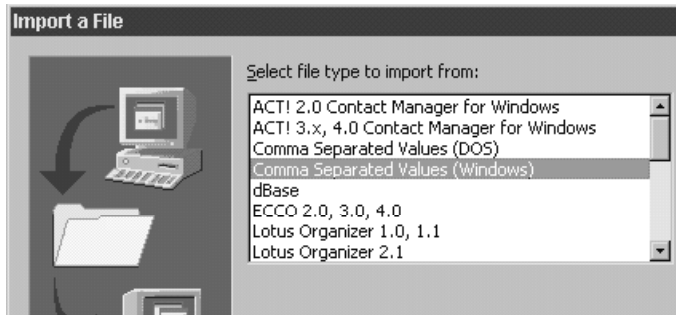 Import a File
Select file type to import from:
ACT! 2.0 Contact Manager for Windows
ACT! 3.x, 4.0 Contact Manager for Windows
Comma Separated Values (DOS)
Comma Separated Values (Windows)
dBase
ECCO 2.0, 3.0, 4.0
Lotus Organizer 1.0, 1.1
Lotus Organizer 2.1